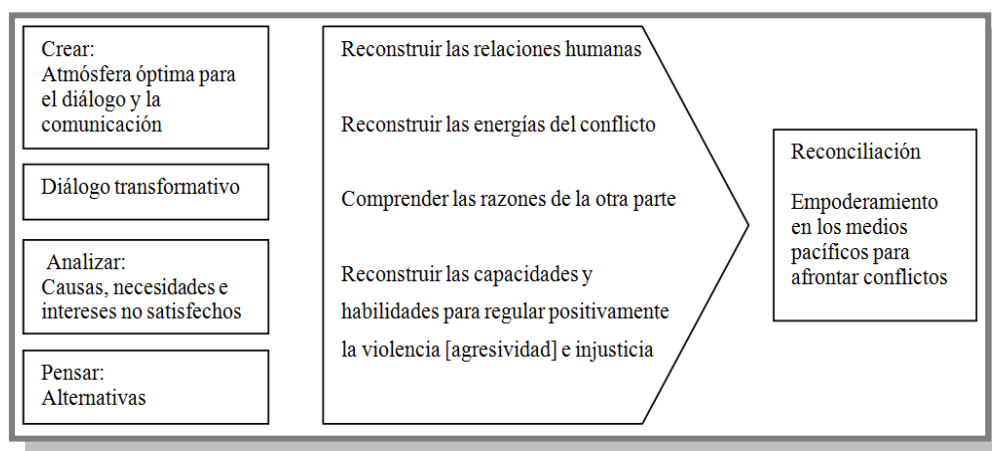 Crear:
Atmósfera óptima para
el diálogo y la
comunicación
Diálogo transformativo
Analizar:
Causas, necesidades e
intereses no satisfechos
Pensar:
Alternativas
Reconstruir las relaciones humanas
Reconstruir las energías del conflicto
Comprender las razones de la otra parte
Reconstruir las capacidades y
habilidades para regular positivamente
la violencia [agresividad] e injusticia
Reconciliación
Empoderamiento
en los medios
pacíficos para
afrontar conflictos